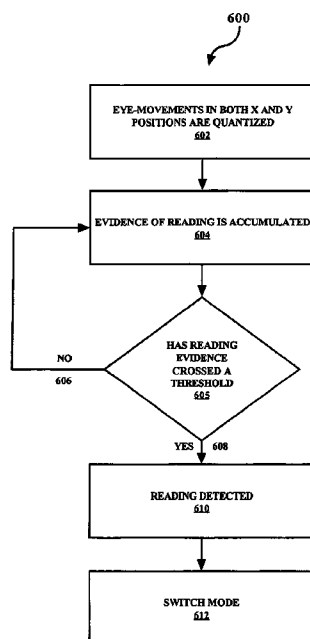 600
EYE-MOVEMENTS IN BOTH X AND Y
POSITIONS ARE QUANTIZED
602
EVIDENCE OF READING IS ACCUMULATED
604
HAS READING
EVIDENCE
CROSSED A
THRESHOLD
605
NO
606
YES 608
READING DETECTED
610
SWITCH MODE
612